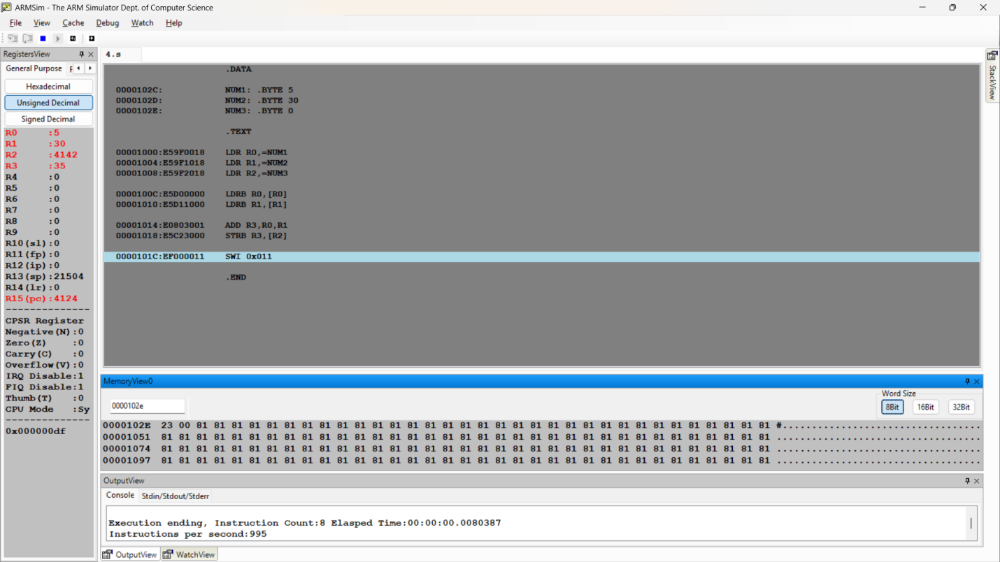 ARMSim - The ARM Simulator Dept. of Computer Science
File View Cache Debug Watch Help
RegistersView
General Purpose
Hexadecimal
Unsigned Decimal
Signed Decimal
R0 :5
R1 :30
R2 :4142
R3 :35
R4 :0
R5 :0
R6 :0
R7 :0
R8 :0
R9 :0
R10(sl):0
R11(fp):0
R12(ip):0
R13(sp):21504
R14(lr):0
R15(pc):4124
--------------
CPSR Register
Negative(N):0
Zero(Z) :0
Carry(C) :0
Overflow(V):0
IRQ Disable:1
FIQ Disable:1
Thumb(T) :0
CPU Mode :Sy
--------------
0x000000df
4.s
.DATA
0000102C: NUM1: .BYTE 5
0000102D: NUM2: .BYTE 30
0000102E: NUM3: .BYTE 0
.TEXT
00001000:E59F0018 LDR R0,=NUM1
00001004:E59F1018 LDR R1,=NUM2
00001008:E59F2018 LDR R2,=NUM3
0000100C:E5D00000 LDRB R0,[R0]
00001010:E5D11000 LDRB R1,[R1]
00001014:E0803001 ADD R3,R0,R1
00001018:E5C23000 STRB R3,[R2]
0000101C:EF000011 SWI 0x011
.END
StackView
MemoryView0
0000102e
Word Size
8Bit 16Bit 32Bit
0000102E 23 00 81 81 81 81 81 81 81 81 81 81 81 81 81 81 81 81 81 81 81 81 81 81 81 81 81 81 81 81 81 81 81 81 81 #..................................
00001051 81 81 81 81 81 81 81 81 81 81 81 81 81 81 81 81 81 81 81 81 81 81 81 81 81 81 81 81 81 81 81 81 81 81 81 ...................................
00001074 81 81 81 81 81 81 81 81 81 81 81 81 81 81 81 81 81 81 81 81 81 81 81 81 81 81 81 81 81 81 81 81 81 81 81 ...................................
00001097 81 81 81 81 81 81 81 81 81 81 81 81 81 81 81 81 81 81 81 81 81 81 81 81 81 81 81 81 81 81 81 81 81 81 81 ...................................
OutputView
Console Stdin/Stdout/Stderr
Execution ending, Instruction Count:8 Elasped Time:00:00:00.0080387
Instructions per second:995
OutputView WatchView